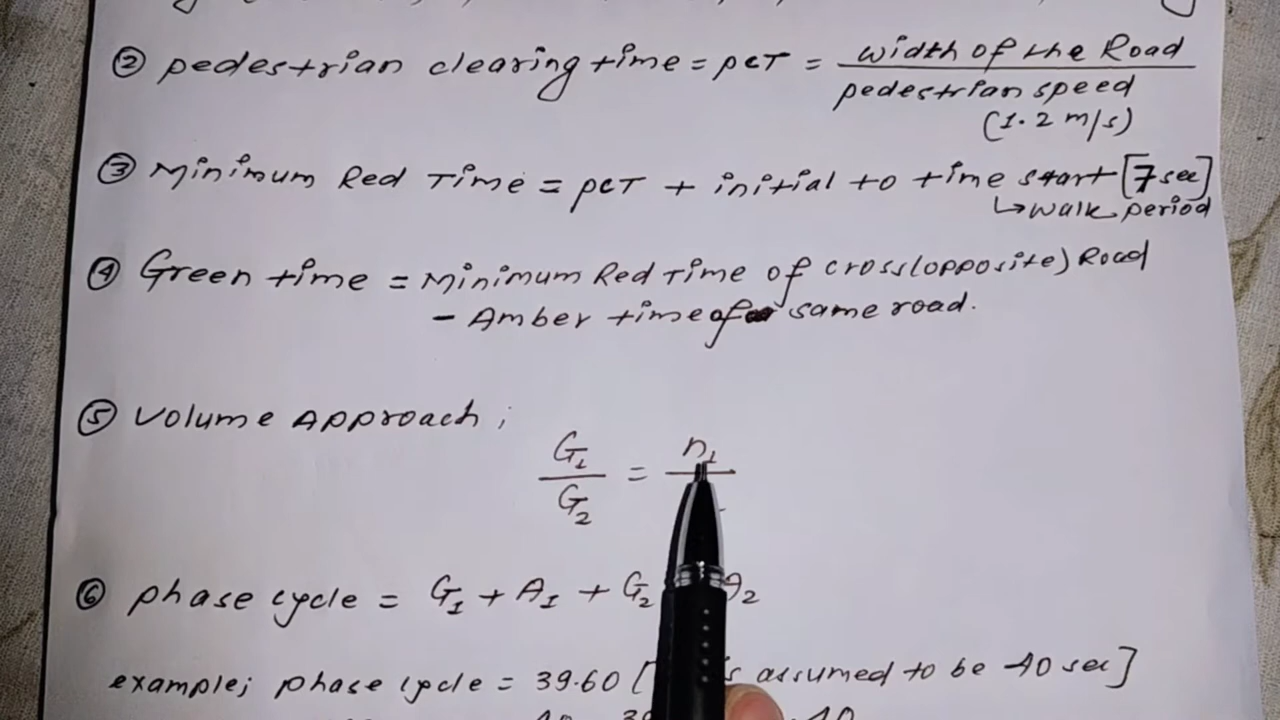 ② pedestrian clearing time = pct = width of the Road / pedestrian speed
(1.2 m/s)
③ Minimum Red Time = pct + initial to time start [7 sec]
↳ walk period
④ Green time = Minimum Red Time of cross(opposite) Road
- Amber time of same road.
⑤ Volume Approach;
G₁ / G₂ = n₁ /
⑥ phase cycle = G₁ + A₁ + G₂ A₂
example; phase cycle = 39.60 [ assumed to be 40 sec]